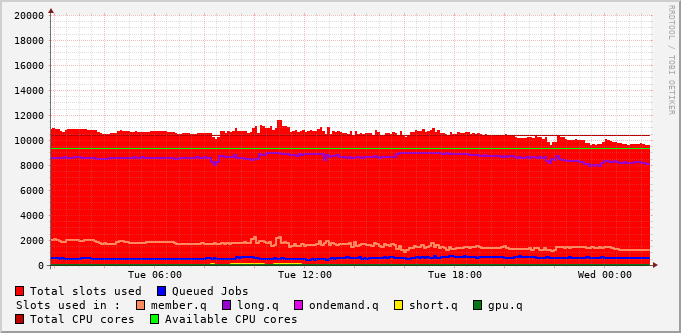 20000
18000
16000
14000
12000
10000
8000
6000
4000
2000
0
Tue 06:00 Tue 12:00 Tue 18:00 Wed 00:00
RRDTOOL / TOBI OETIKER
Total slots used Queued Jobs
Slots used in : member.q long.q ondemand.q short.q gpu.q
Total CPU cores Available CPU cores